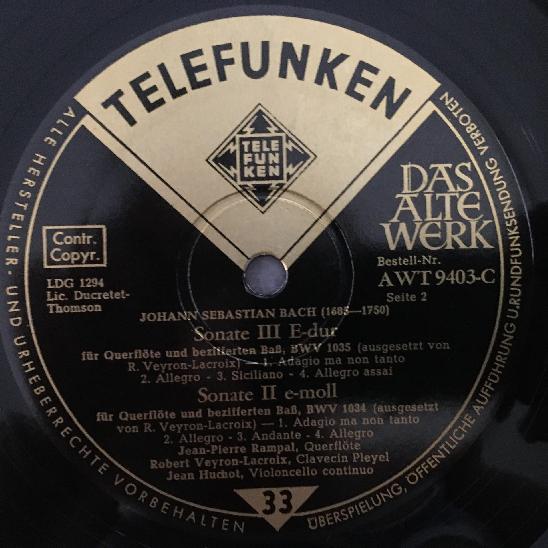 TELEFUNKEN
TELE
FUN
KEN
DAS
ALTE
WERK
Contr.
Copyr.
LDG 1294
Lic. Ducretet-
Thomson
Bestell-Nr.
AWT 9403-C
Seite 2
JOHANN SEBASTIAN BACH (1685—1750)
Sonate III E-dur
für Querflöte und bezifferten Baß, BWV 1035 (ausgesetzt von
R. Veyron-Lacroix) — 1. Adagio ma non tanto
2. Allegro - 3. Siciliano - 4. Allegro assai
Sonate II e-moll
für Querflöte und bezifferten Baß, BWV 1034 (ausgesetzt
von R. Veyron-Lacroix) — 1. Adagio ma non tanto
2. Allegro - 3. Andante - 4. Allegro
Jean-Pierre Rampal, Querflöte
Robert Veyron-Lacroix, Clavecin Pleyel
Jean Huchot, Violoncello continuo
33
ALLE HERSTELLER- UND URHEBERRECHTE VORBEHALTEN
ÜBERSPIELUNG, ÖFFENTLICHE AUFFÜHRUNG U. RUNDFUNKSENDUNG VERBOTEN